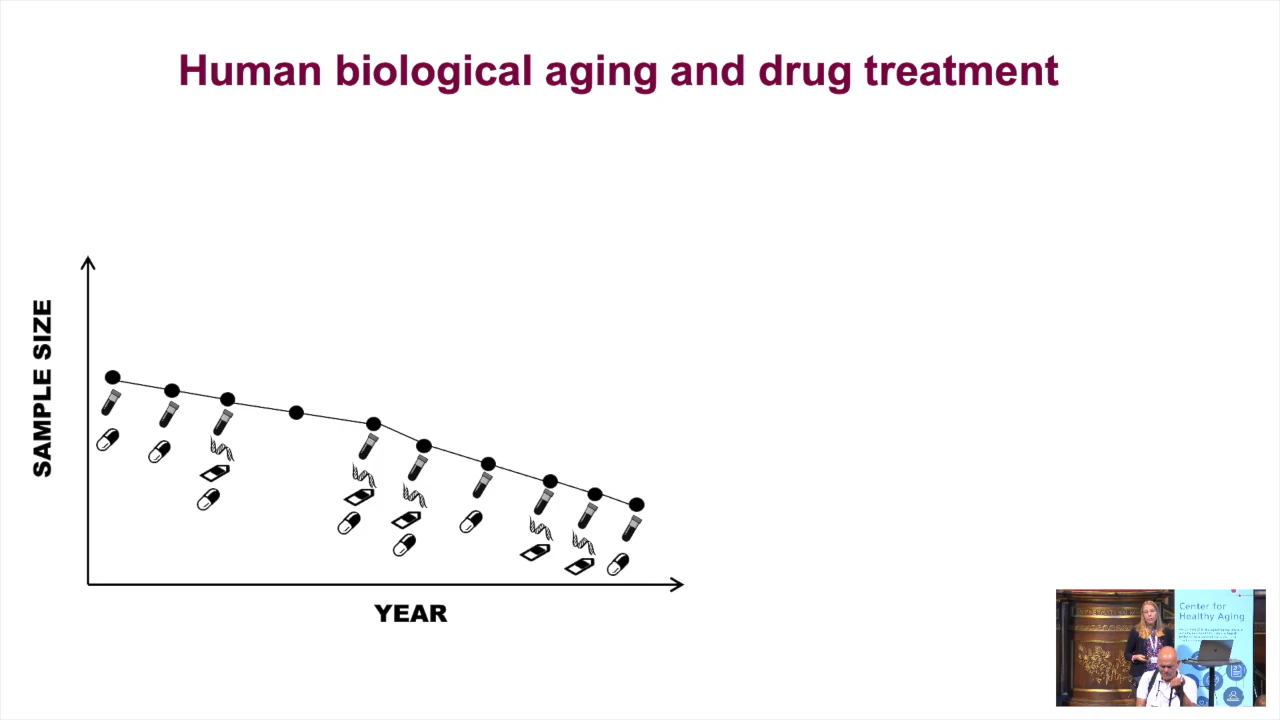 Human biological aging and drug treatment
SAMPLE SIZE
YEAR
Center for
Healthy Aging